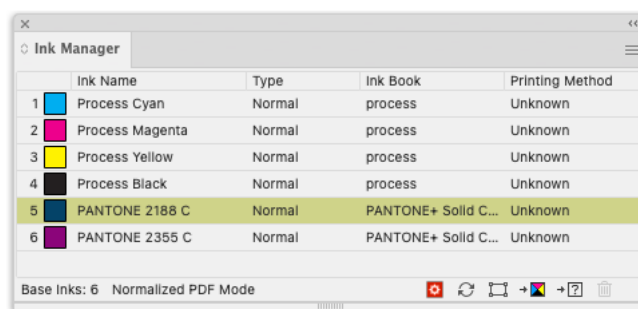 Ink Manager
Ink Name Type Ink Book Printing Method
1 Process Cyan Normal process Unknown
2 Process Magenta Normal process Unknown
3 Process Yellow Normal process Unknown
4 Process Black Normal process Unknown
5 PANTONE 2188 C Normal PANTONE+ Solid C... Unknown
6 PANTONE 2355 C Normal PANTONE+ Solid C... Unknown
Base Inks: 6 Normalized PDF Mode